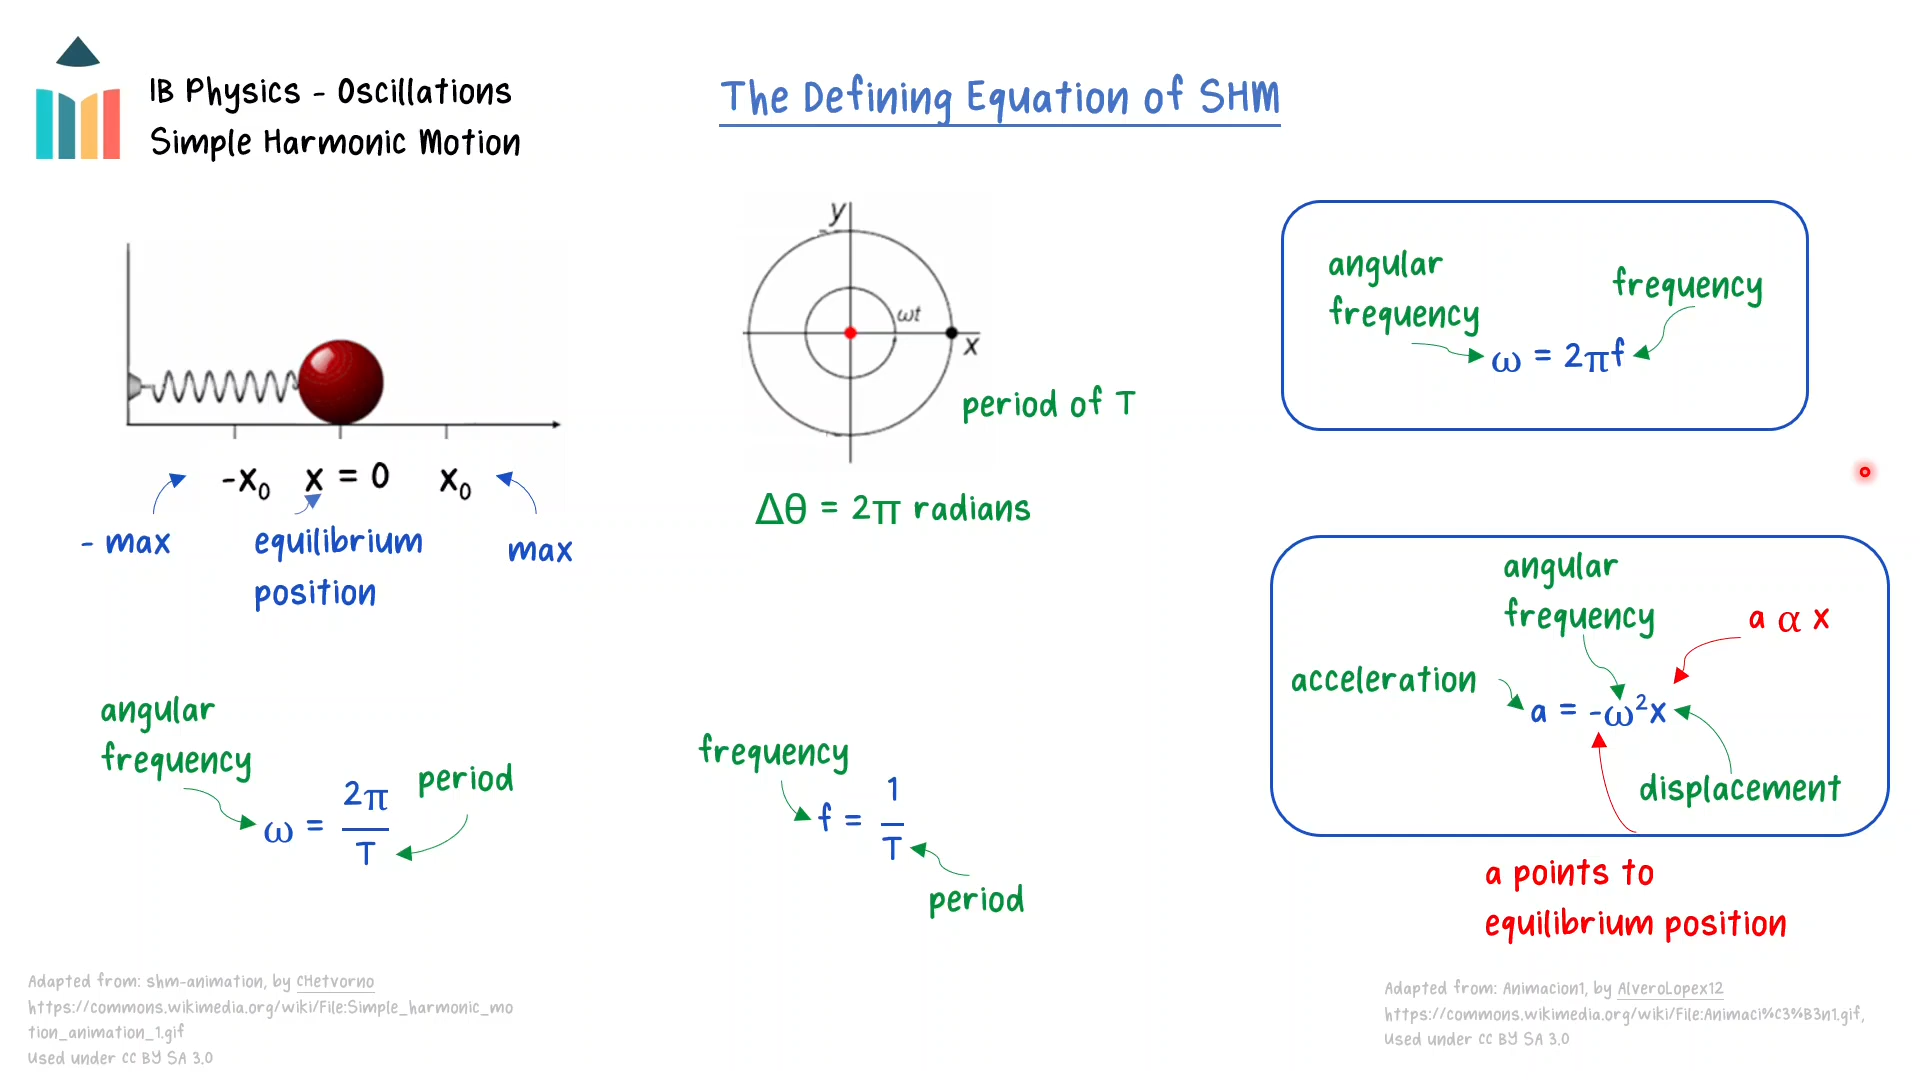 IB Physics - Oscillations
Simple Harmonic Motion
The Defining Equation of SHM
-x₀ x = 0 x₀
- max
equilibrium
position
max
y
ωt
x
period of T
Δθ = 2π radians
angular
frequency
frequency
ω = 2πf
angular
frequency
a α x
acceleration
a = -ω²x
displacement
a points to
equilibrium position
angular
frequency
period
ω = 2π/T
frequency
f = 1/T
period
Adapted from: shm-animation, by CHetvorno
https://commons.wikimedia.org/wiki/File:Simple_harmonic_mo
tion_animation_1.gif
Used under CC BY SA 3.0
Adapted from: Animacion1, by AlveroLopex12
https://commons.wikimedia.org/wiki/File:Animaci%C3%B3n1.gif,
Used under CC BY SA 3.0